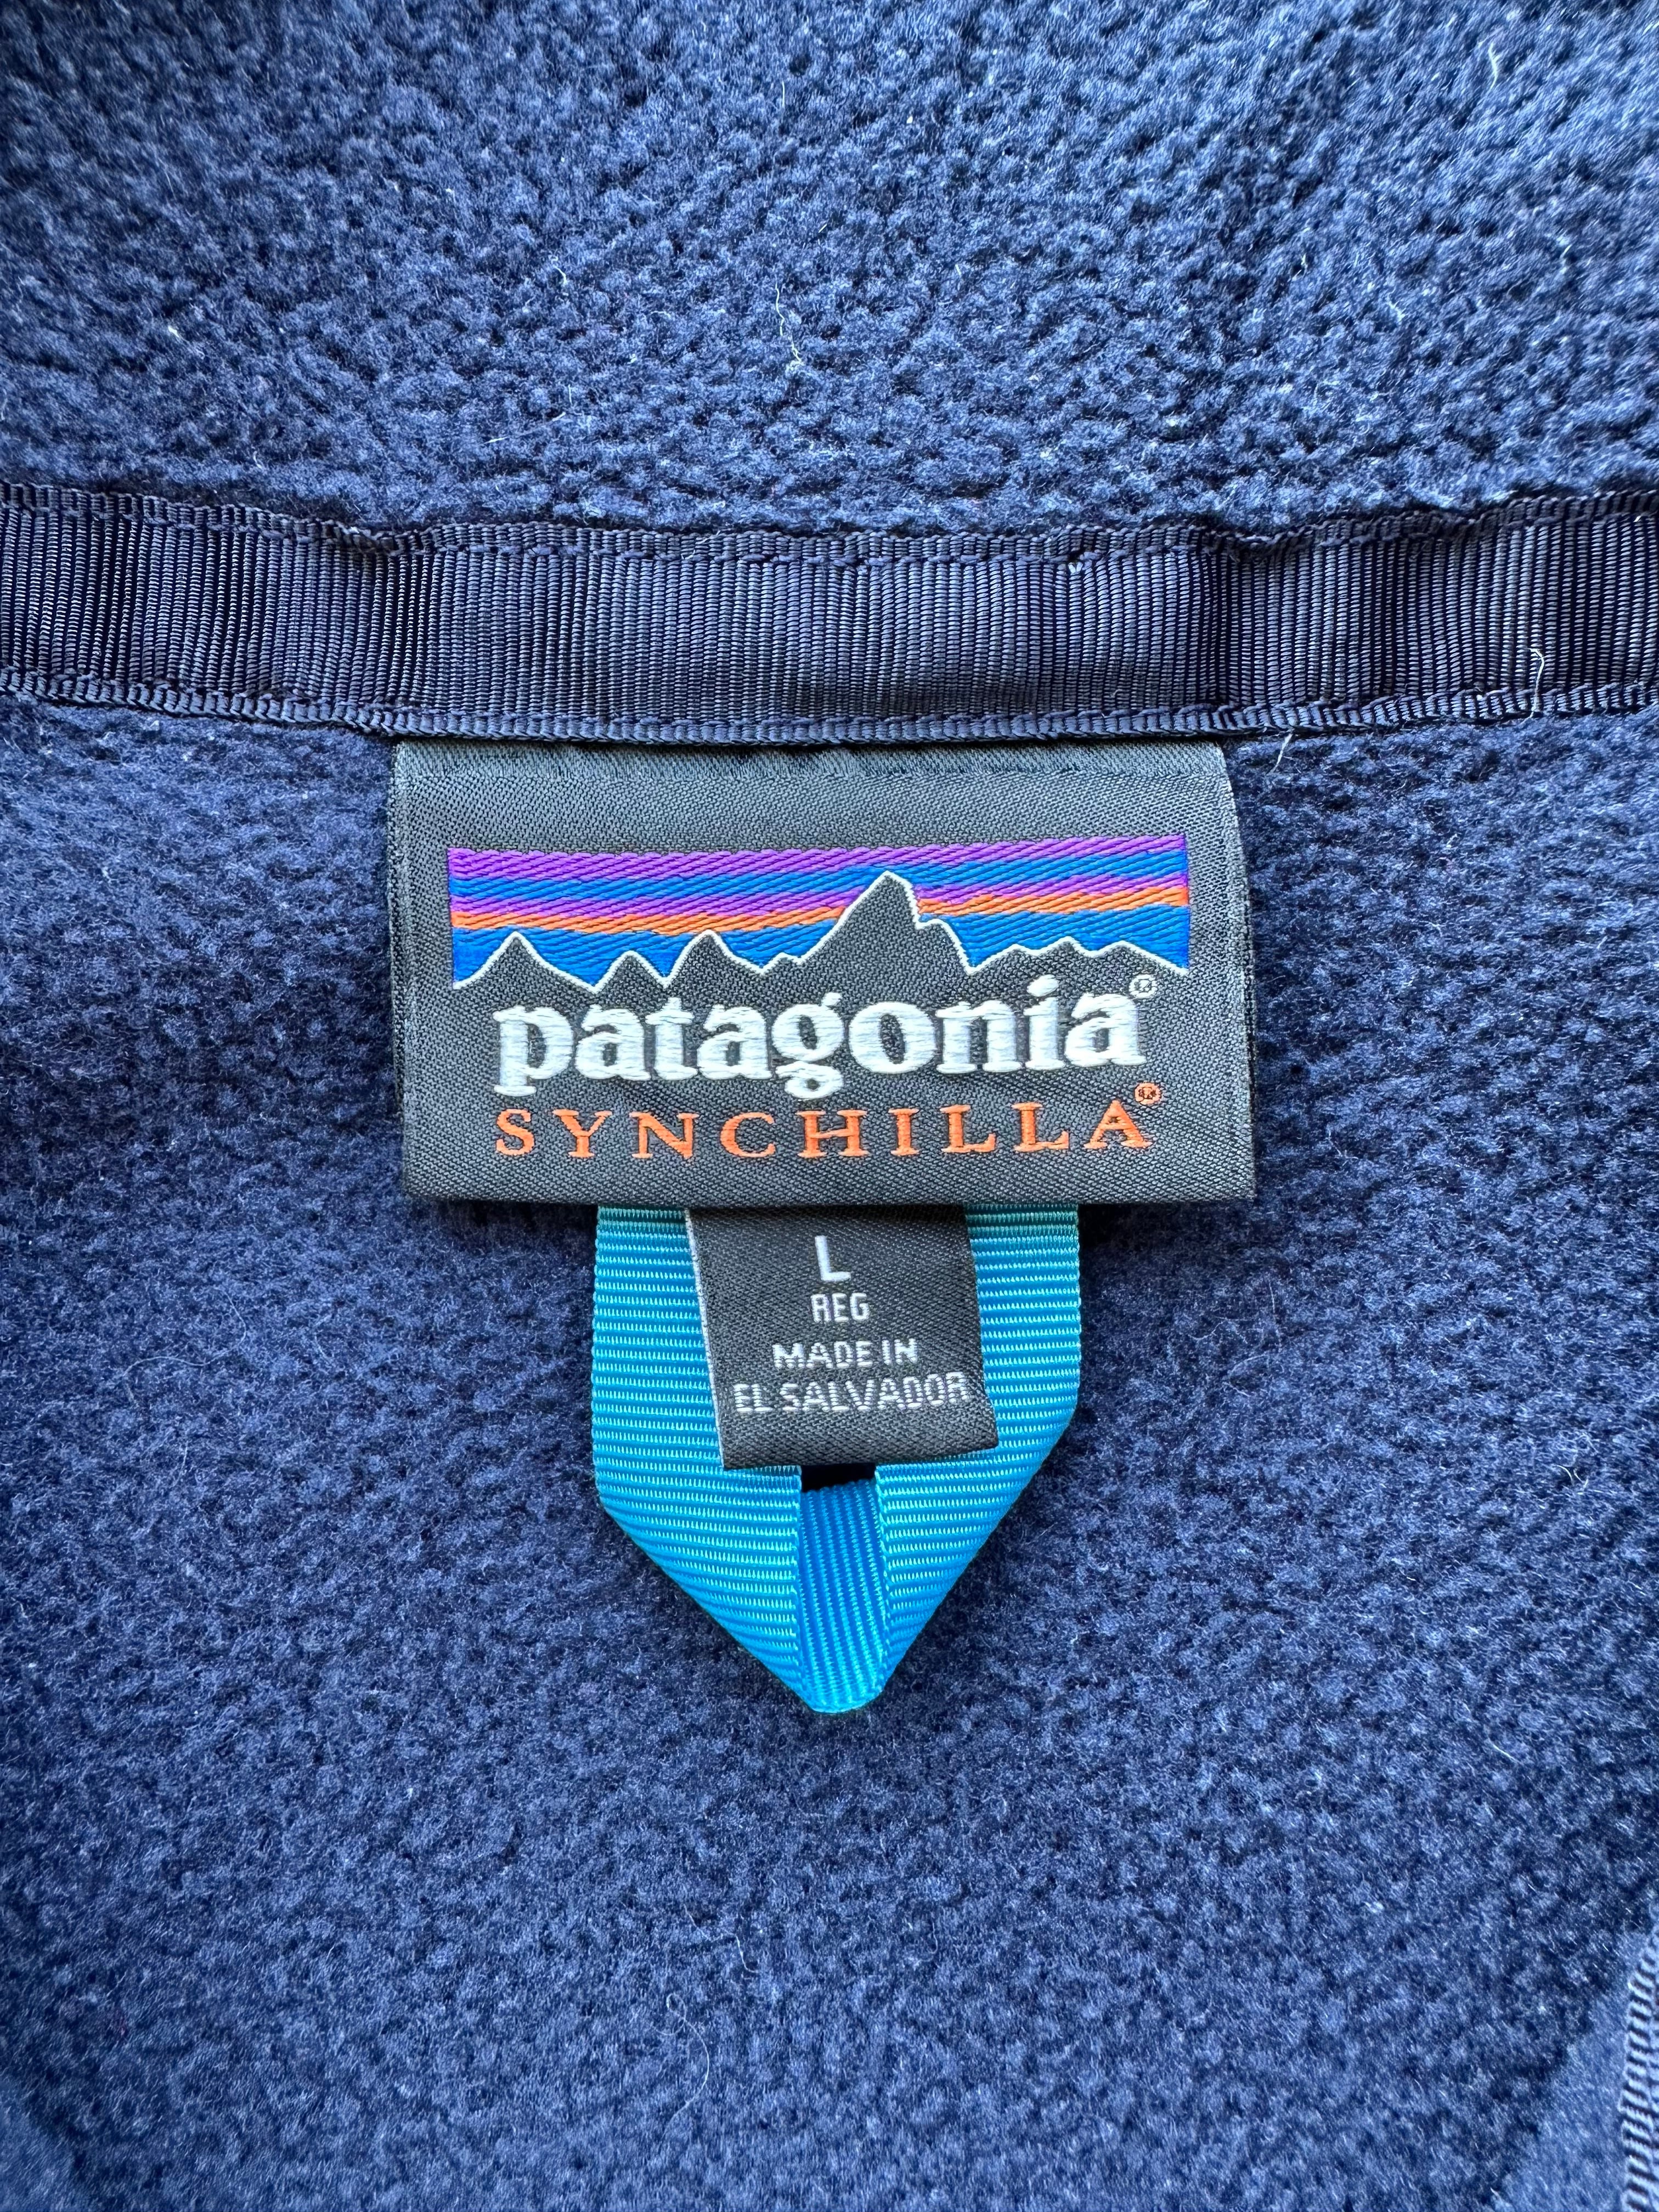 patagonia®
SYNCHILLA®
L
REG
MADE IN
EL SALVADOR